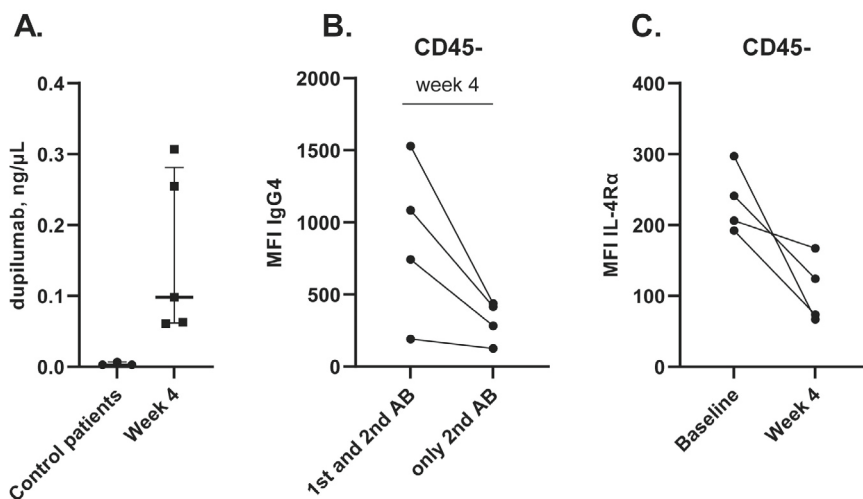 A.
dupilumab, ng/µL
0.4
0.3
0.2
0.1
0.0
Control patients
Week 4
B.
CD45-
week 4
MFI IgG4
2000
1500
1000
500
0
1st and 2nd AB
only 2nd AB
C.
CD45-
MFI IL-4Rα
400
300
200
100
0
Baseline
Week 4